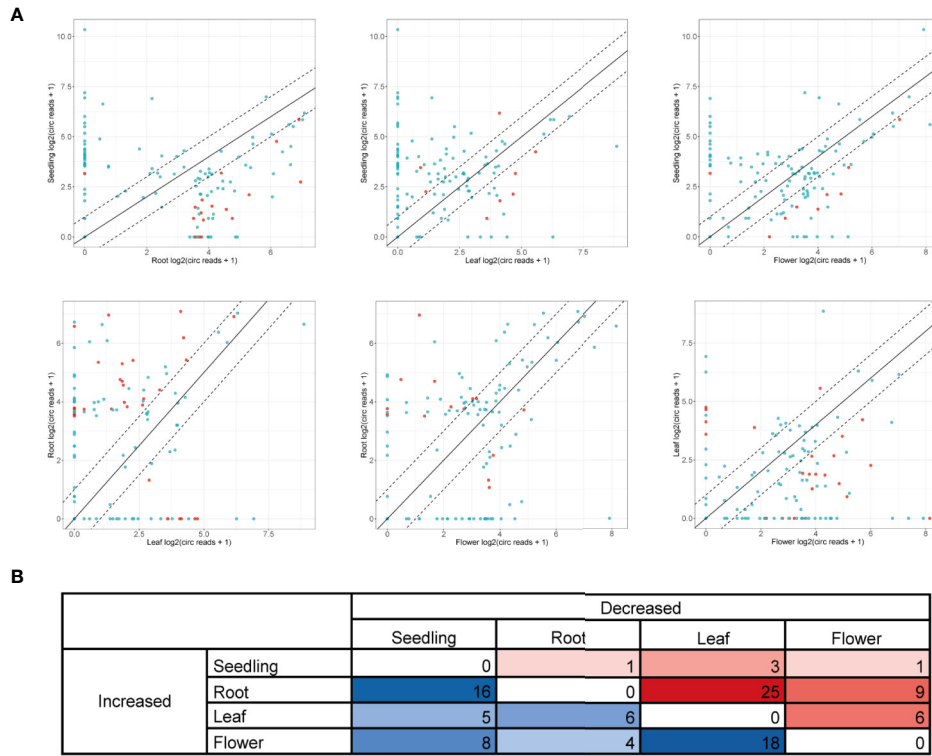 A
Seedling log2(circ reads + 1)
10.0
7.5
5.0
2.5
0.0
0 2 4 6
Root log2(circ reads + 1)
Seedling log2(circ reads + 1)
10.0
7.5
5.0
2.5
0.0
0.0 2.5 5.0 7.5
Leaf log2(circ reads + 1)
Seedling log2(circ reads + 1)
10.0
7.5
5.0
2.5
0.0
0 2 4 6 8
Flower log2(circ reads + 1)
Root log2(circ reads + 1)
6
4
2
0
0.0 2.5 5.0 7.5
Leaf log2(circ reads + 1)
Root log2(circ reads + 1)
6
4
2
0
0 2 4 6 8
Flower log2(circ reads + 1)
Leaf log2(circ reads + 1)
7.5
5.0
2.5
0.0
0 2 4 6 8
Flower log2(circ reads + 1)
B
Decreased
Seedling Root Leaf Flower
Increased
Seedling 0 1 3 1
Root 16 0 25 9
Leaf 5 6 0 6
Flower 8 4 18 0